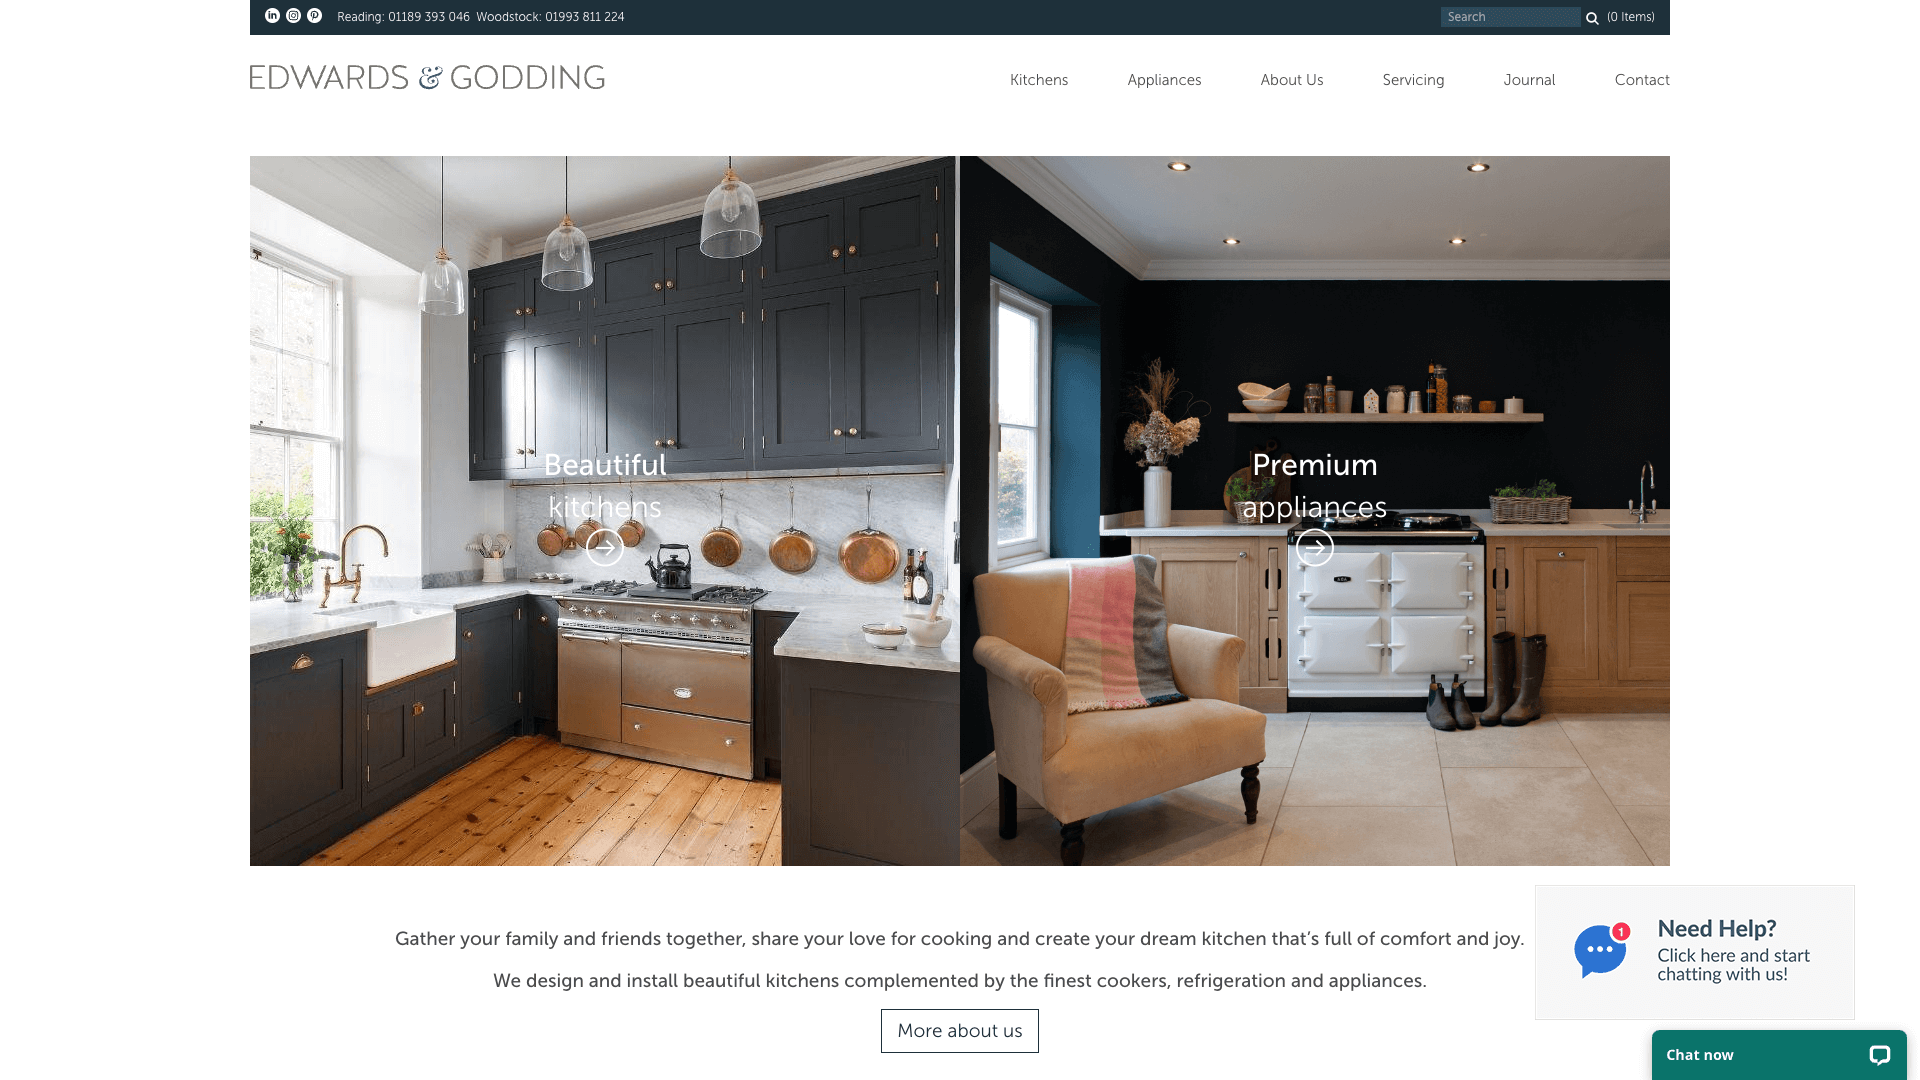 Reading: 01189 393 046 Woodstock: 01993 811 224
Search
(0 Items)
EDWARDS & GODDING
Kitchens
Appliances
About Us
Servicing
Journal
Contact
Beautiful
kitchens
Premium
appliances
Gather your family and friends together, share your love for cooking and create your dream kitchen that’s full of comfort and joy.
We design and install beautiful kitchens complemented by the finest cookers, refrigeration and appliances.
More about us
1
Need Help?
Click here and start
chatting with us!
Chat now